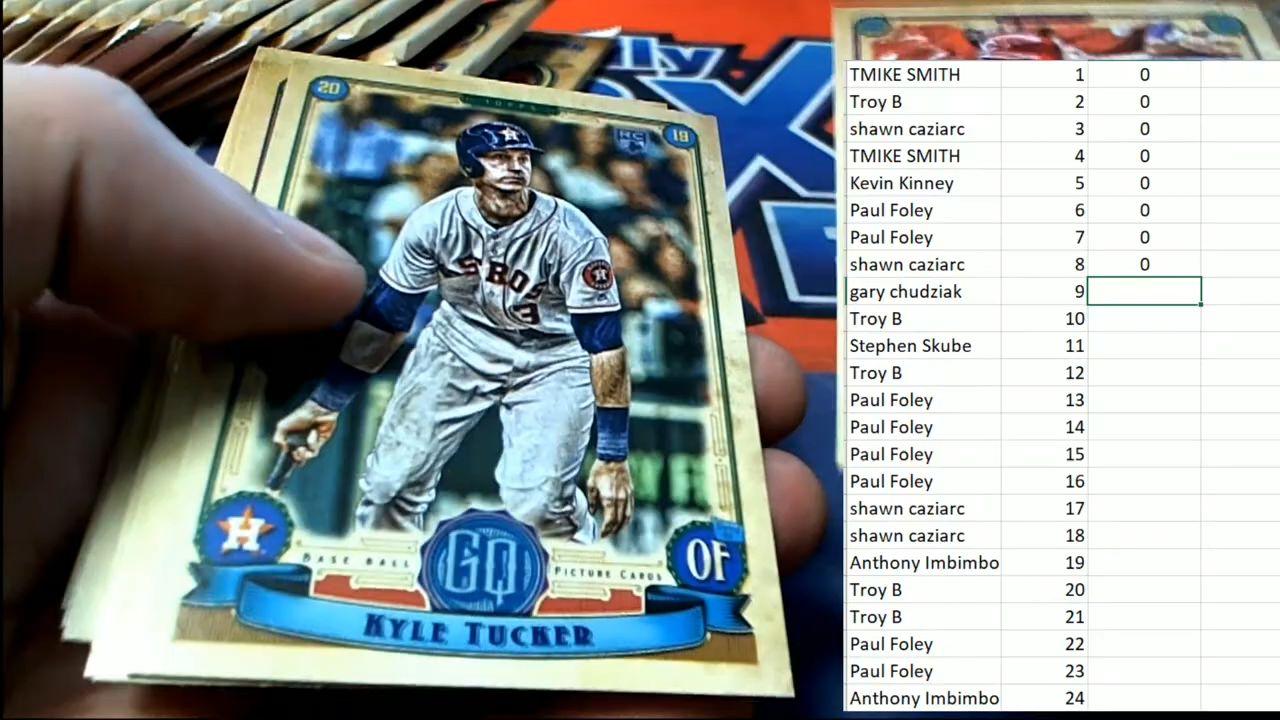 20
TOPPS
RC
19
STROS
3
BASE BALL
GQ
PICTURE CARDS
OF
KYLE TUCKER
TMIKE SMITH 1 0
Troy B 2 0
shawn caziarc 3 0
TMIKE SMITH 4 0
Kevin Kinney 5 0
Paul Foley 6 0
Paul Foley 7 0
shawn caziarc 8 0
gary chudziak 9
Troy B 10
Stephen Skube 11
Troy B 12
Paul Foley 13
Paul Foley 14
Paul Foley 15
Paul Foley 16
shawn caziarc 17
shawn caziarc 18
Anthony Imbimbo 19
Troy B 20
Troy B 21
Paul Foley 22
Paul Foley 23
Anthony Imbimbo 24